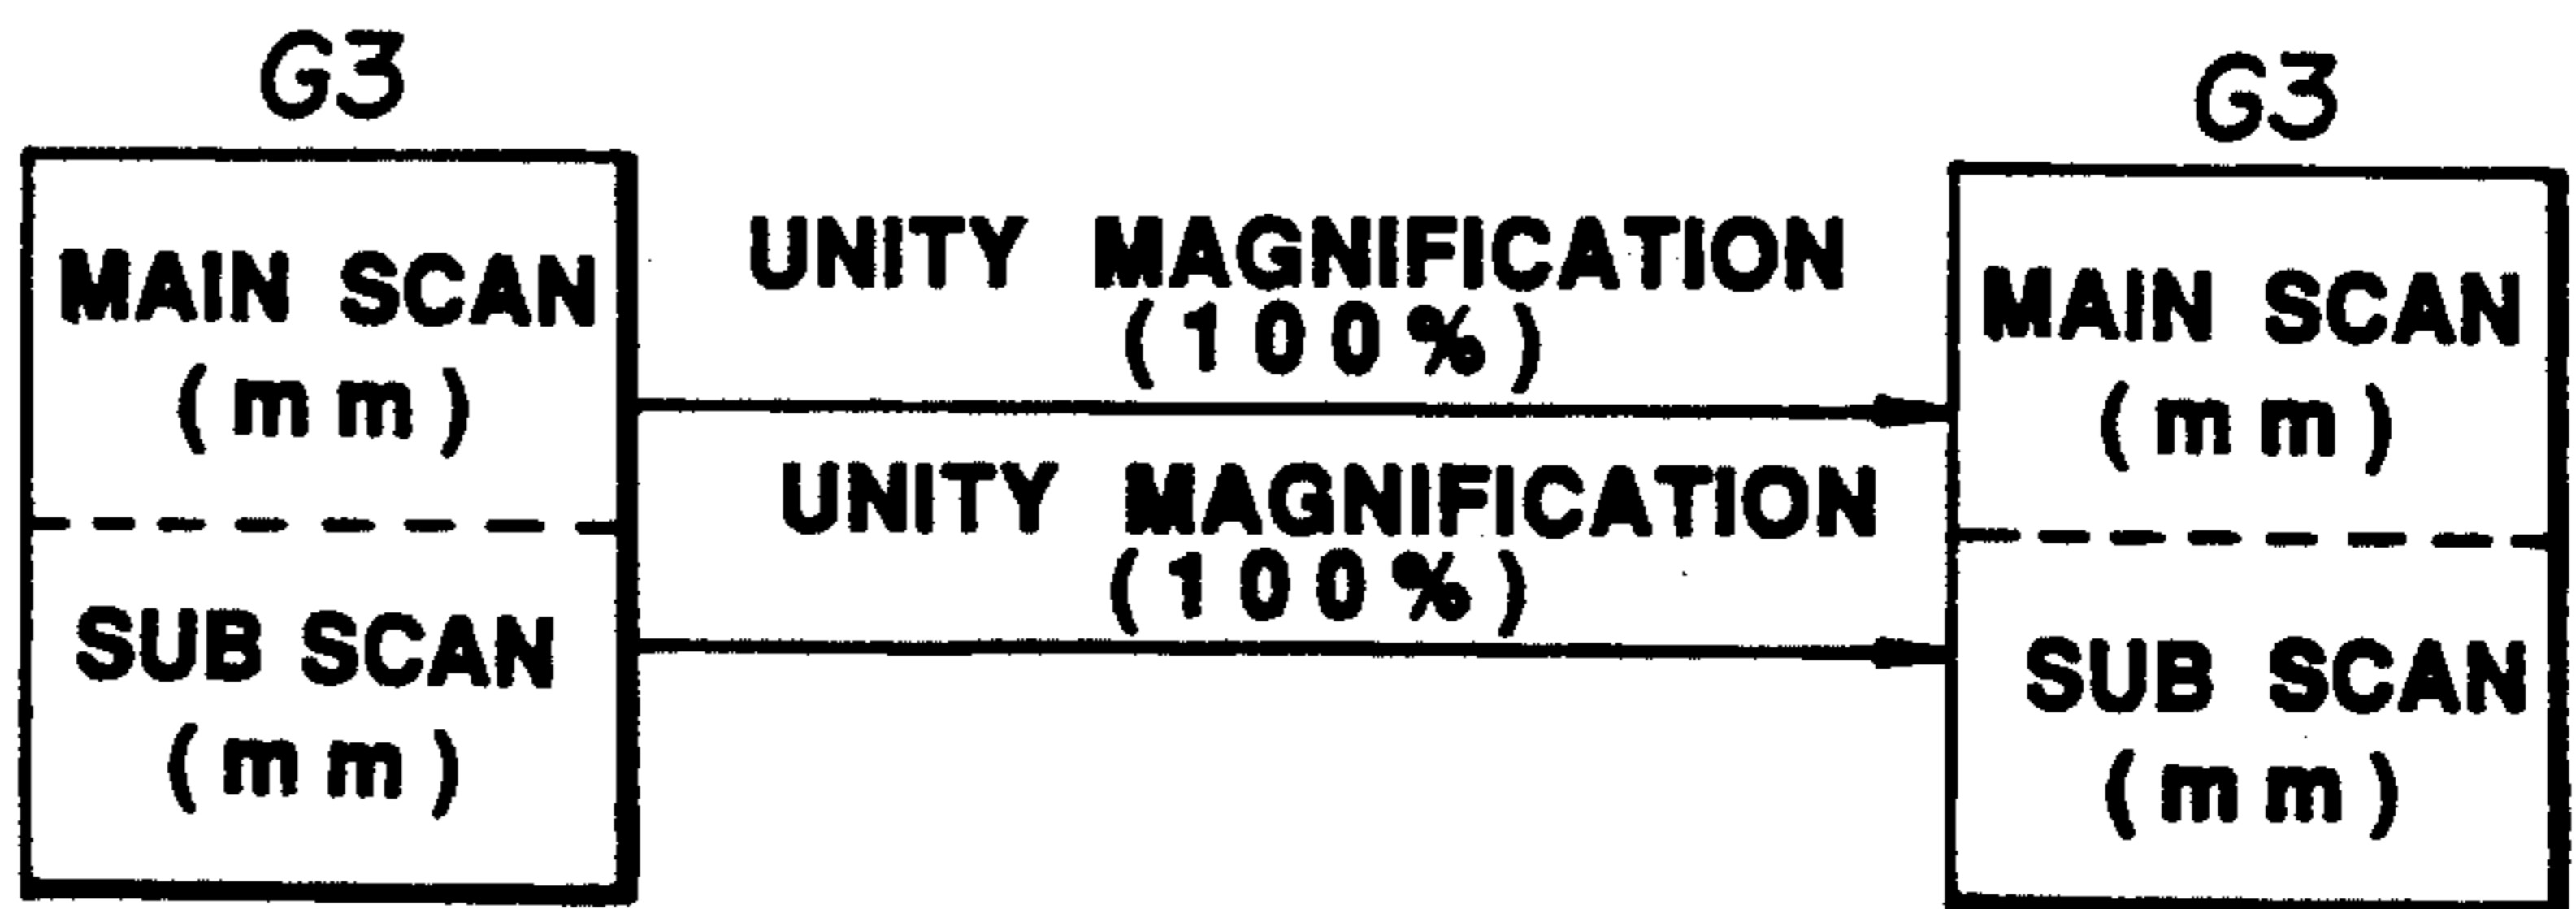 G3
MAIN SCAN
(mm)
SUB SCAN
(mm)
UNITY MAGNIFICATION
(100%)
UNITY MAGNIFICATION
(100%)
G3
MAIN SCAN
(mm)
SUB SCAN
(mm)